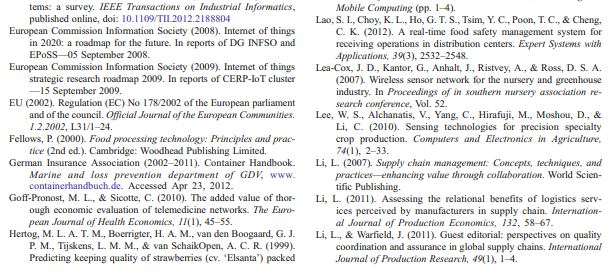 tems: a survey. IEEE Transactions on Industrial Informatics,
published online, doi: 10.1109/TII.2012.2188804
European Commission Information Society (2008). Internet of things
in 2020: a roadmap for the future. In reports of DG INFSO and
EPoSS—05 September 2008.
European Commission Information Society (2009). Internet of things
strategic research roadmap 2009. In reports of CERP-IoT cluster
—15 September 2009.
EU (2002). Regulation (EC) No 178/2002 of the European parliament
and of the council. Official Journal of the European Communities.
1.2.2002, L31/1–24.
Fellows, P. (2000). Food processing technology: Principles and prac-
tice (2nd ed.). Cambridge: Woodhead Publishing Limited.
German Insurance Association (2002–2011). Container Handbook.
Marine and loss prevention department of GDV, www.
containerhandbuch.de. Accessed Apr 23, 2012.
Goff-Pronost, M. L., & Sicotte, C. (2010). The added value of thor-
ough economic evaluation of telemedicine networks. The Euro-
pean Journal of Health Economics, 11(1), 45–55.
Hertog, M. L. A. T. M., Boerrigter, H. A. M., van den Boogaard, G. J.
P. M., Tijskens, L. M. M., & van SchaikOpen, A. C. R. (1999).
Predicting keeping quality of strawberries (cv. ‘Elsanta’) packed
Mobile Computing (pp. 1–4).
Lao, S. I., Choy, K. L., Ho, G. T. S., Tsim, Y. C., Poon, T. C., & Cheng,
C. K. (2012). A real-time food safety management system for
receiving operations in distribution centers. Expert Systems with
Applications, 39(3), 2532–2548.
Lea-Cox, J. D., Kantor, G., Anhalt, J., Ristvey, A., & Ross, D. S. A.
(2007). Wireless sensor network for the nursery and greenhouse
industry. In Proceedings of in southern nursery association re-
search conference, Vol. 52.
Lee, W. S., Alchanatis, V., Yang, C., Hirafuji, M., Moshou, D., &
Li, C. (2010). Sensing technologies for precision specialty
crop production. Computers and Electronics in Agriculture,
74(1), 2–33.
Li, L. (2007). Supply chain management: Concepts, techniques, and
practices—enhancing value through collaboration. World Scien-
tific Publishing.
Li, L. (2011). Assessing the relational benefits of logistics serv-
ices perceived by manufacturers in supply chain. Internation-
al Journal of Production Economics, 132, 58–67.
Li, L., & Warfield, J. (2011). Guest editorial: perspectives on quality
coordination and assurance in global supply chains. International
Journal of Production Research, 49(1), 1–4.